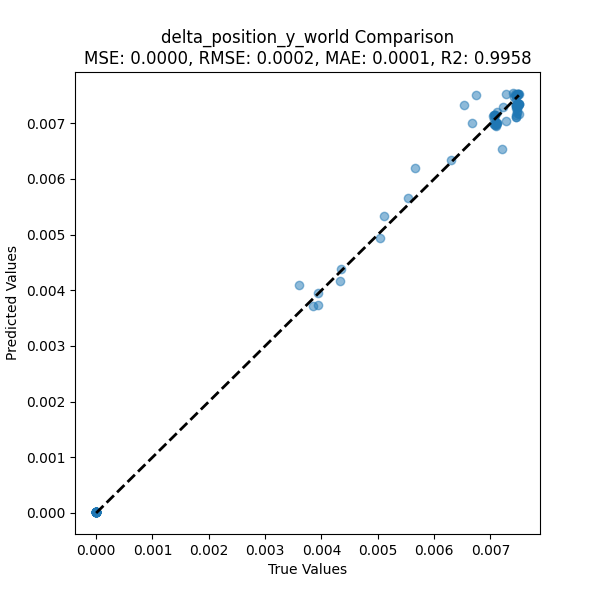 delta_position_y_world Comparison
MSE: 0.0000, RMSE: 0.0002, MAE: 0.0001, R2: 0.9958
0.007
0.006
0.005
0.004
0.003
0.002
0.001
0.000
Predicted Values
0.000 0.001 0.002 0.003 0.004 0.005 0.006 0.007
True Values